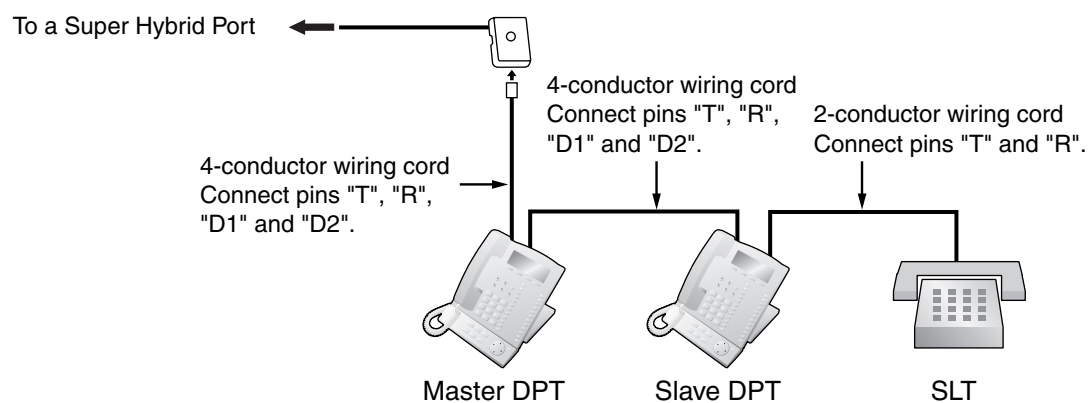 To a Super Hybrid Port
4-conductor wiring cord
Connect pins "T", "R",
"D1" and "D2".
2-conductor wiring cord
Connect pins "T" and "R".
4-conductor wiring cord
Connect pins "T", "R",
"D1" and "D2".
Master DPT
Slave DPT
SLT